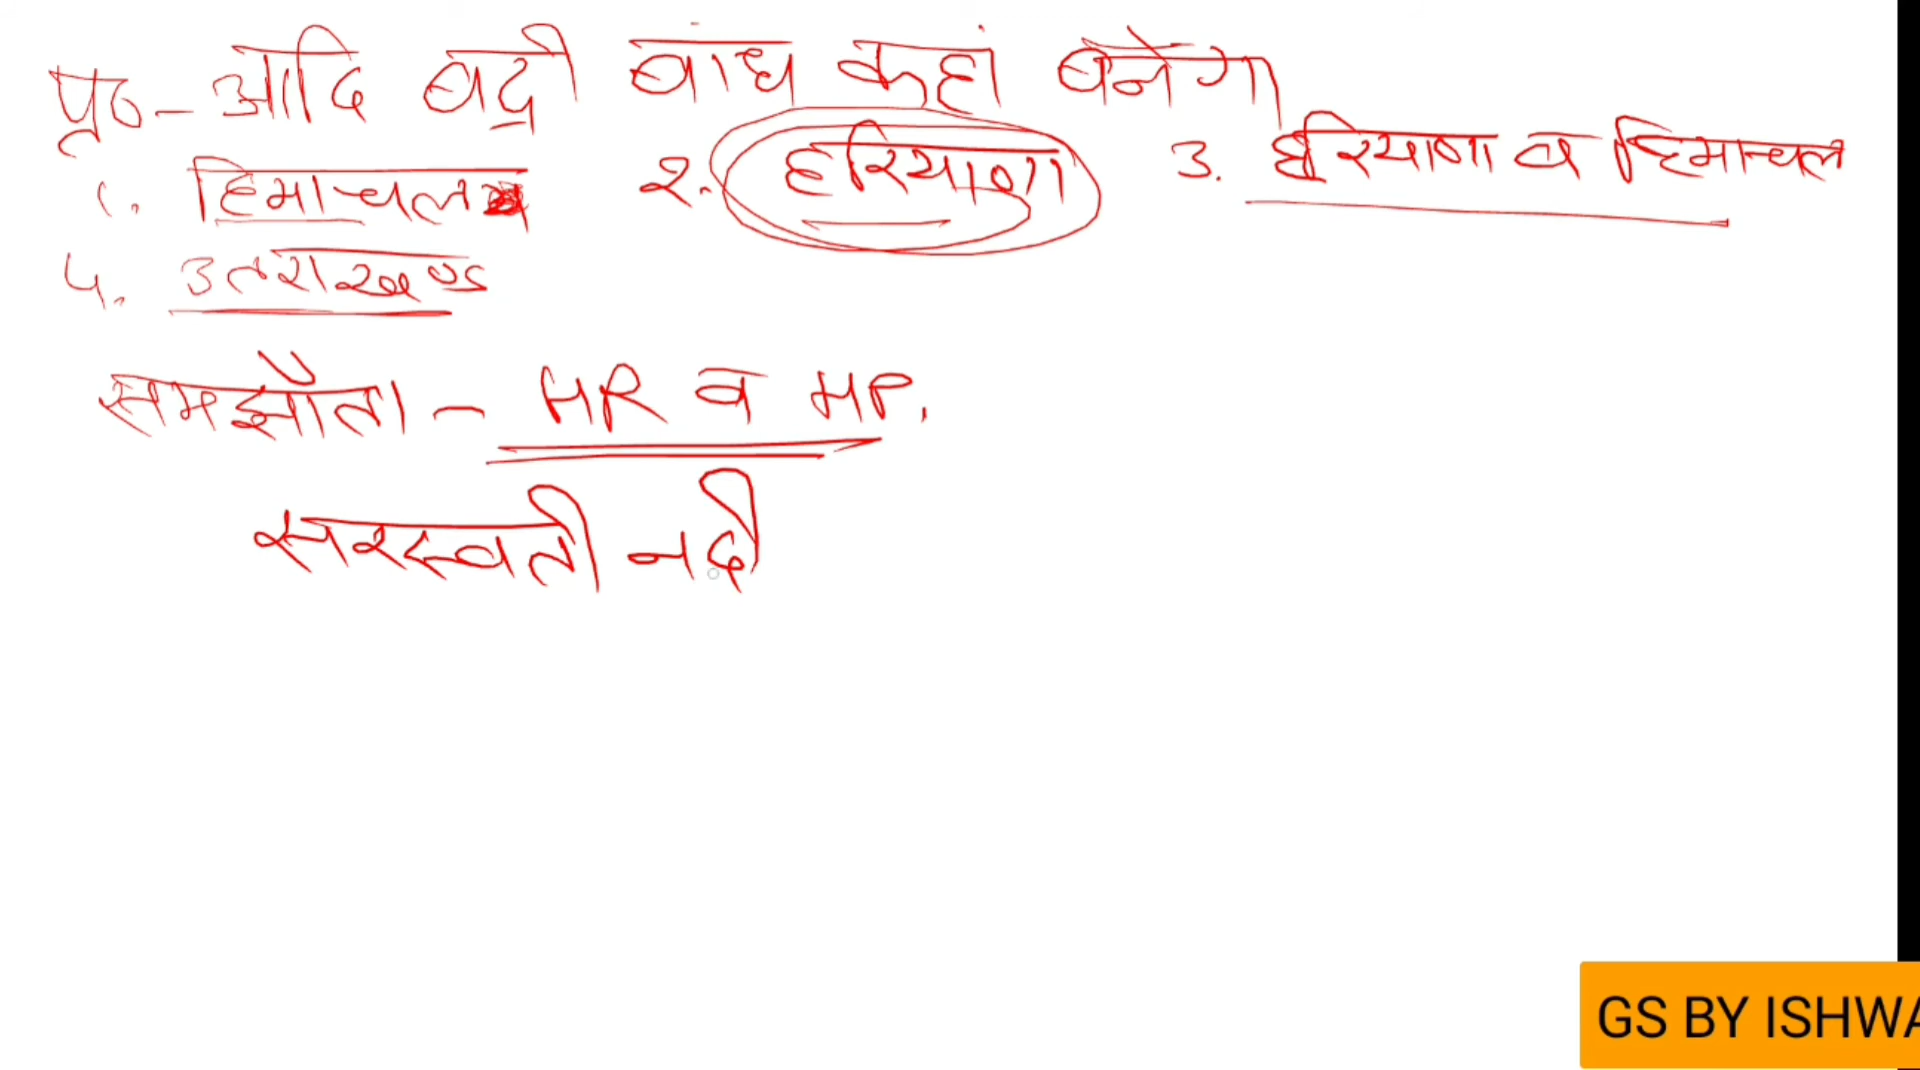 प्र०- आदि बद्री बांध कहां बनेगा
1. हिमाचल 2. हरियाणा 3. हरियाणा व हिमाचल
4. उत्तराखण्ड
समझौता - HR व HP.
सरस्वती नदी
GS BY ISHWA